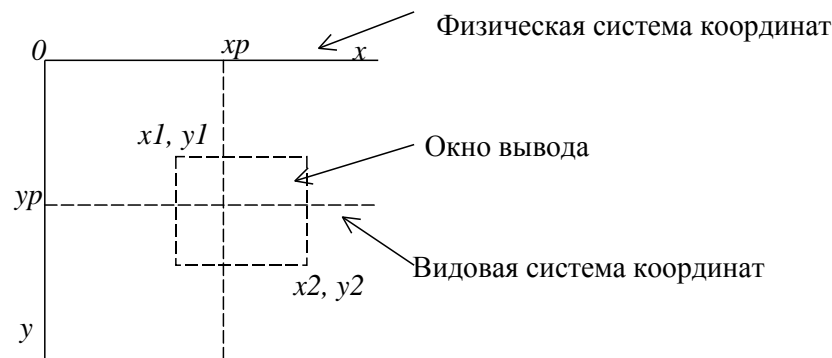 Физическая система координат
0
xp
x
x1, y1
Окно вывода
yp
Видовая система координат
x2, y2
y